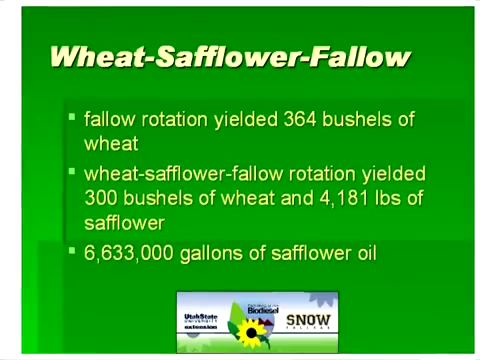 Wheat-Safflower-Fallow
fallow rotation yielded 364 bushels of
wheat
wheat-safflower-fallow rotation yielded
300 bushels of wheat and 4,181 lbs of
safflower
6,633,000 gallons of safflower oil
UtahState
UNIVERSITY
extension
Biodiesel
SNOW
COLLEGE